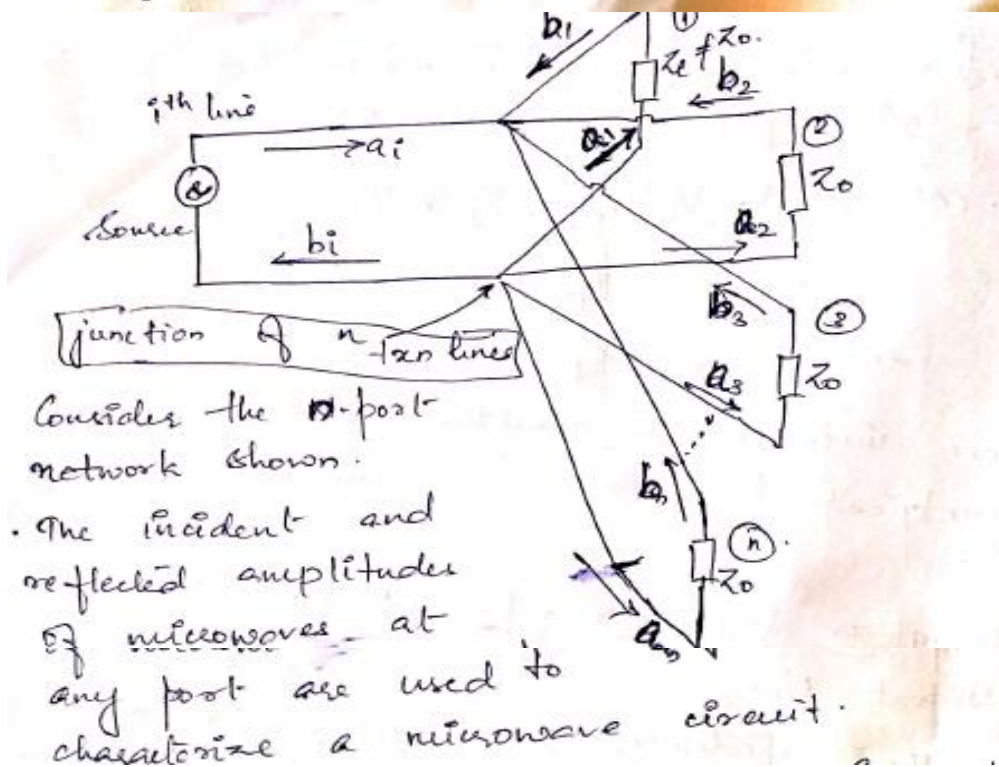 ①
b1
Zℓ ≠ Z0.
b2
ith line
→ai
a1
②
Z0
Source
bi
a2
b3
③
junction of n txn lines
a3
Z0
Consider the n-port
network shown.
bn
ⓝ.
. The incident and
Z0
reflected amplitudes
an
of microwaves at
any port are used to
characterize a microwave circuit.